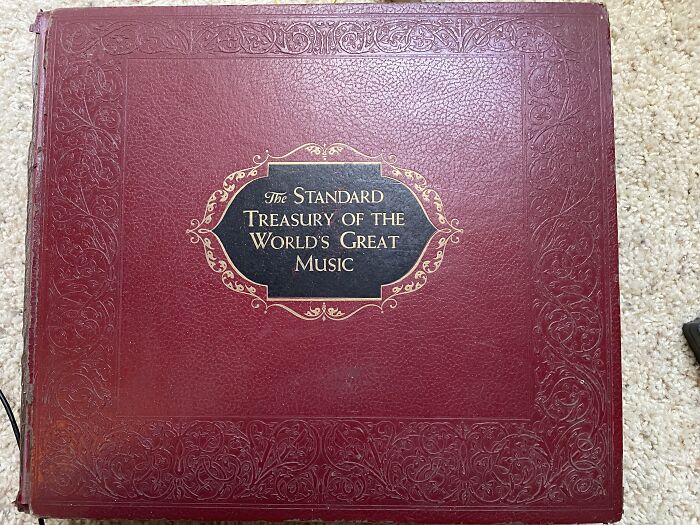 The STANDARD
TREASURY OF THE
WORLD'S GREAT
MUSIC